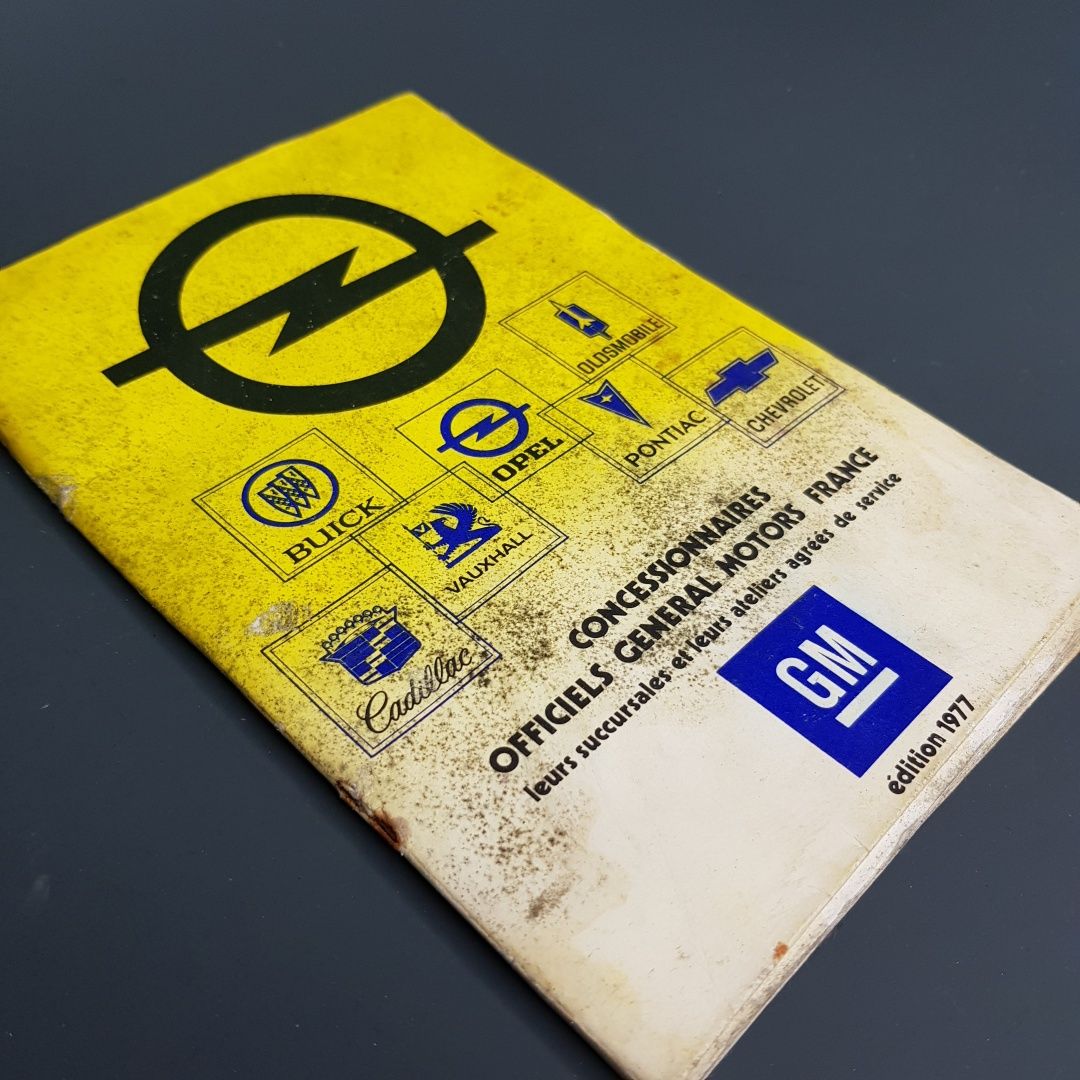 OLDSMOBILE
OPEL
PONTIAC
CHEVROLET
BUICK
VAUXHALL
Cadillac
CONCESSIONNAIRES
OFFICIELS GENERAL MOTORS FRANCE
leurs succursales et leurs ateliers agréés de service
GM
édition 1977